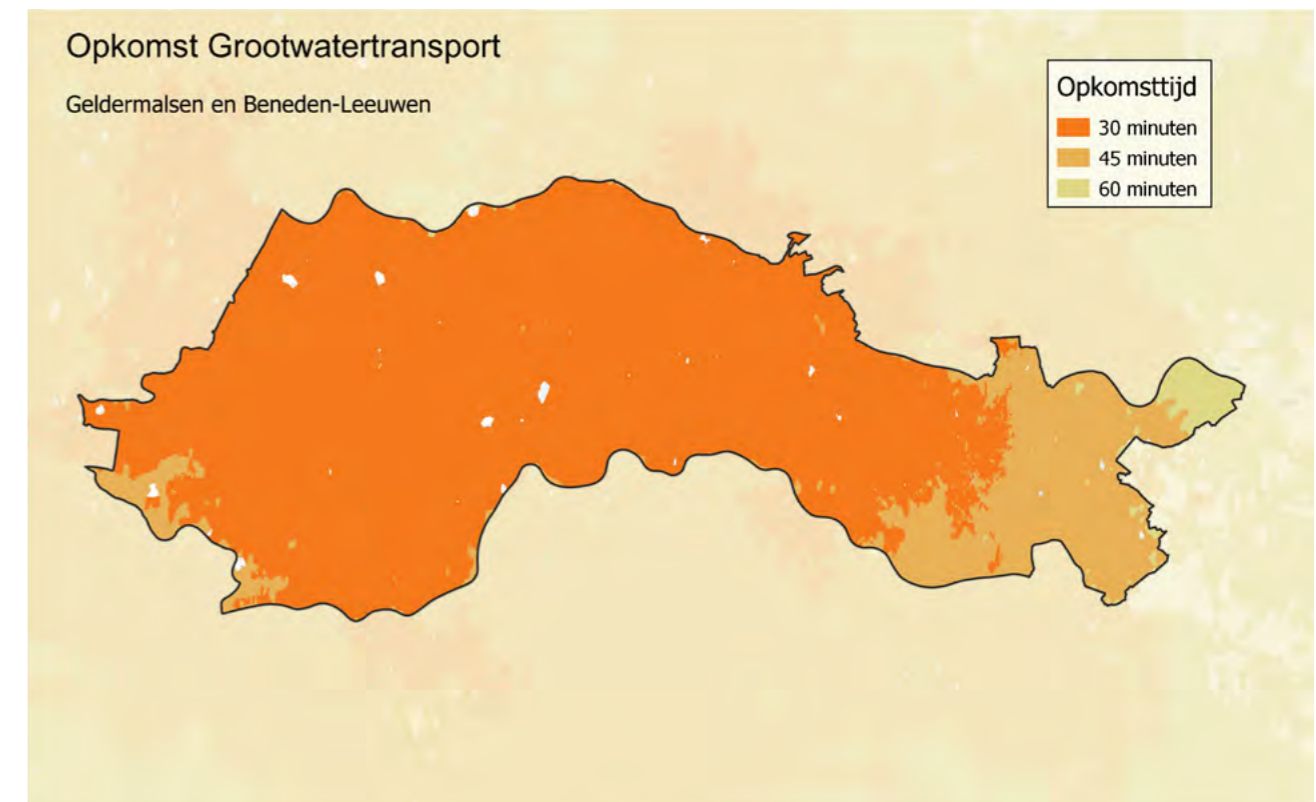 Opkomst Grootwatertransport
Geldermalsen en Beneden-Leeuwen
Opkomsttijd
30 minuten
45 minuten
60 minuten